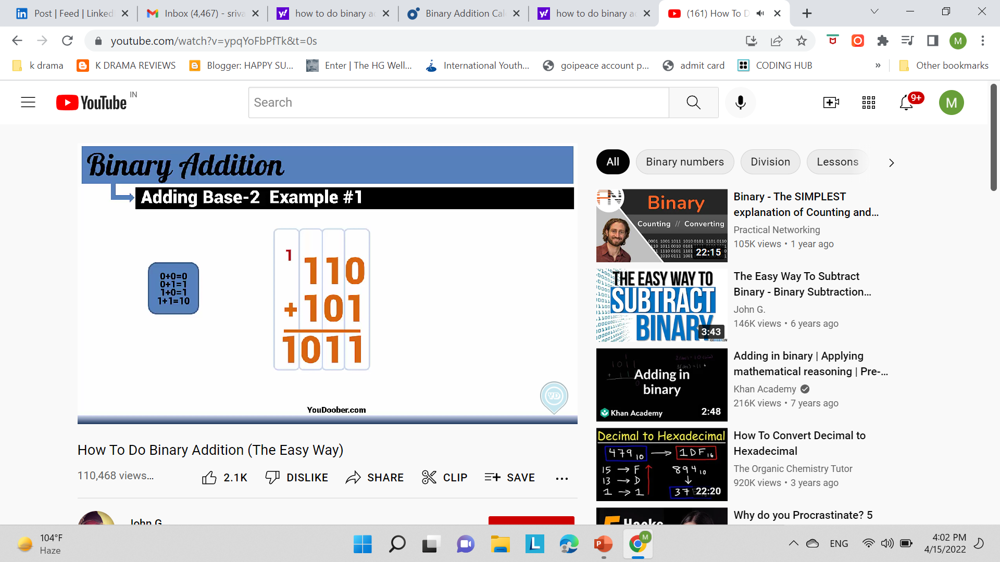 Post | Feed | Linked
Inbox (4,467) - sriva
how to do binary ad
Binary Addition Cal
how to do binary ad
(161) How To D
youtube.com/watch?v=ypqYoFbPfTk&t=0s
M
k drama
K DRAMA REVIEWS
Blogger: HAPPY SU...
Enter | The HG Well...
International Youth...
goipeace account p...
admit card
CODING HUB
»
Other bookmarks
YouTube IN
Search
9+
M
Binary Addition
Adding Base-2 Example #1
0+0=0
0+1=1
1+0=1
1+1=10
1
110
+101
1011
YD
YouDoober.com
How To Do Binary Addition (The Easy Way)
110,468 views...
2.1K
DISLIKE
SHARE
CLIP
SAVE
John G.
All
Binary numbers
Division
Lessons
PN
Binary
Counting // Converting
22:15
Binary - The SIMPLEST
explanation of Counting and...
Practical Networking
105K views • 1 year ago
THE EASY WAY TO
SUBTRACT
BINARY
3:43
The Easy Way To Subtract
Binary - Binary Subtraction...
John G.
146K views • 6 years ago
1011
+ 11
0
Adding in
binary
Khan Academy
2:48
Adding in binary | Applying
mathematical reasoning | Pre-...
Khan Academy
216K views • 7 years ago
Decimal to Hexadecimal
479₁₀ → 1DF₁₆
15 → F
13 → D
1 → 1
894₁₀
↓
37
22:20
How To Convert Decimal to
Hexadecimal
The Organic Chemistry Tutor
920K views • 3 years ago
5 Hacks
Why do you Procrastinate? 5
104°F
Haze
L
P
M
ENG
4:02 PM
4/15/2022